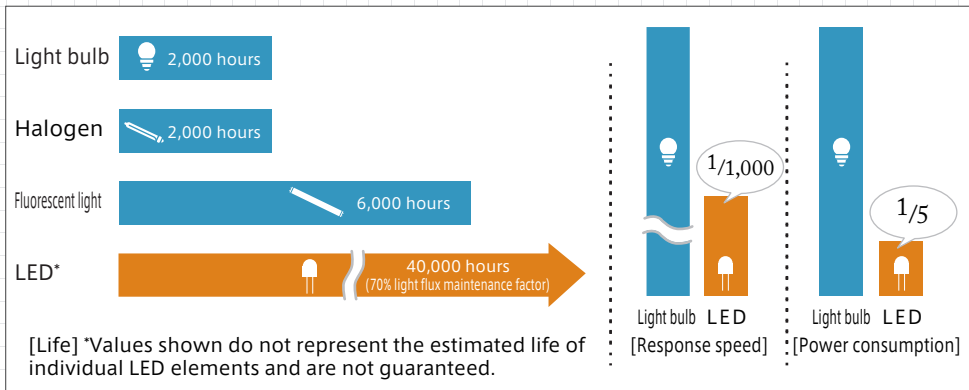 Light bulb
2,000 hours
Halogen
2,000 hours
Fluorescent light
6,000 hours
LED*
40,000 hours
(70% light flux maintenance factor)
[Life] *Values shown do not represent the estimated life of
individual LED elements and are not guaranteed.
1/1,000
Light bulb LED
[Response speed]
1/5
Light bulb LED
[Power consumption]